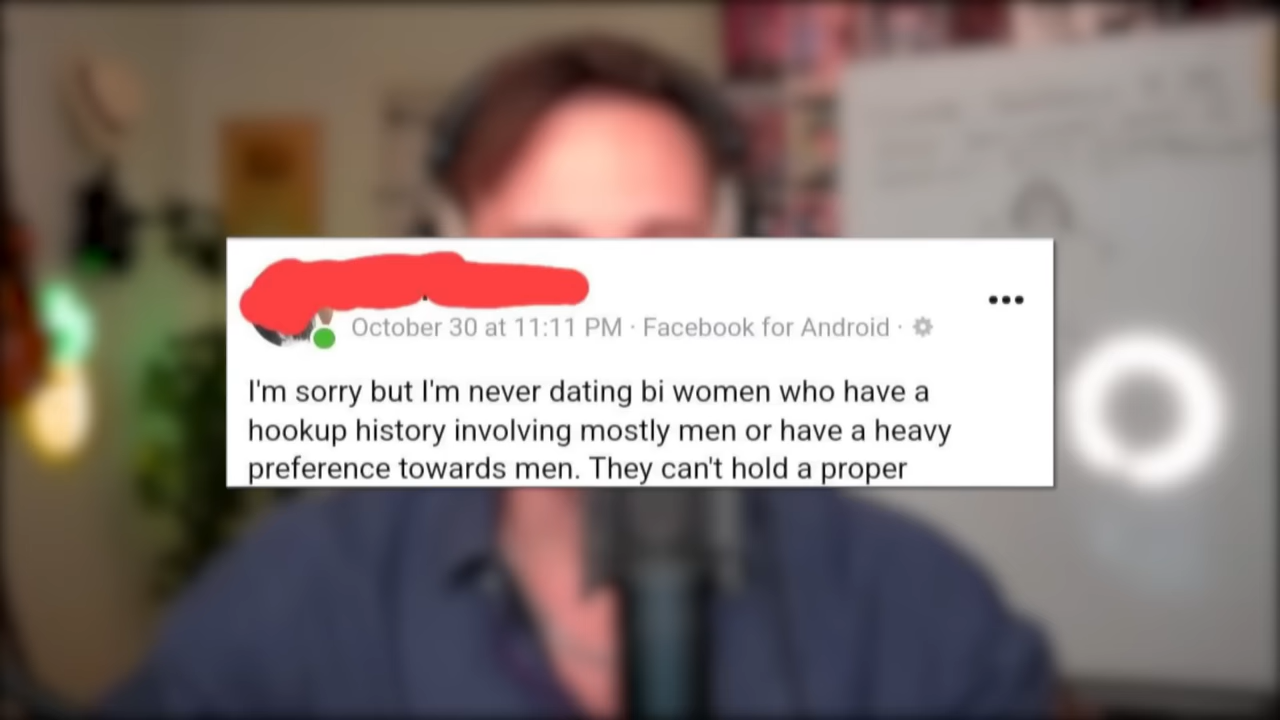 October 30 at 11:11 PM · Facebook for Android ·
I'm sorry but I'm never dating bi women who have a
hookup history involving mostly men or have a heavy
preference towards men. They can't hold a proper